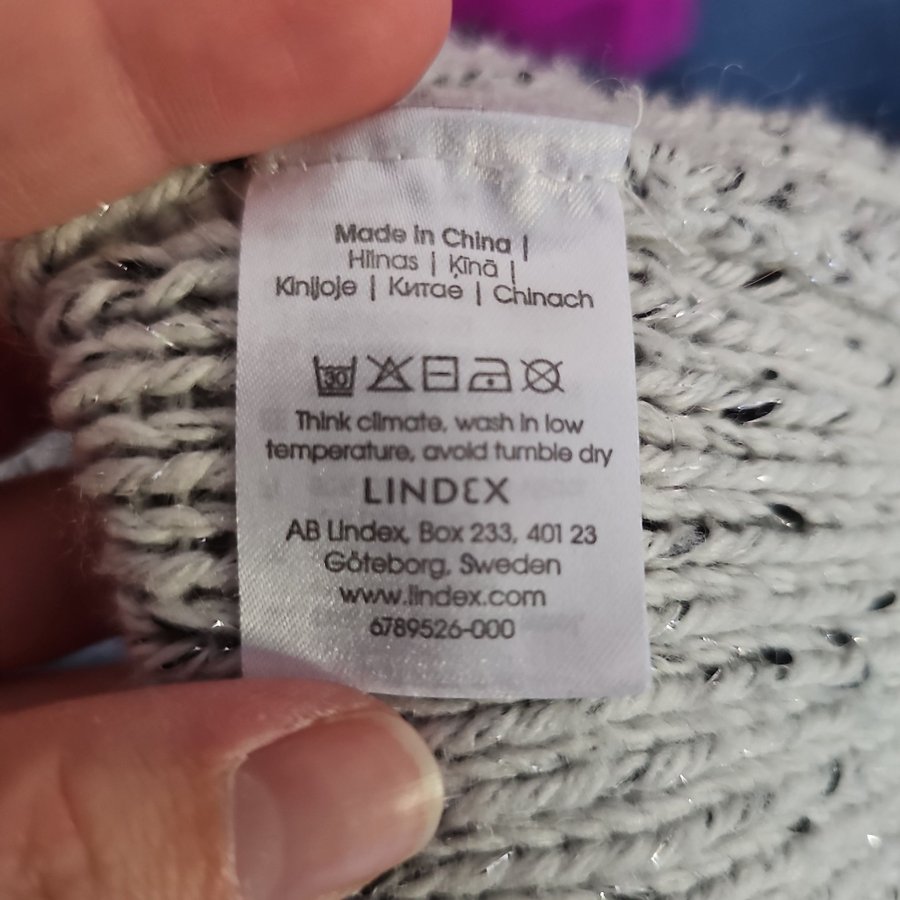 Made in China |
Hiinas | Ķīnā |
Kinijoje | Китае | Chinach
30
Think climate, wash in low
temperature, avoid tumble dry
LINDEX
AB Lindex, Box 233, 401 23
Göteborg, Sweden
www.lindex.com
6789526-000